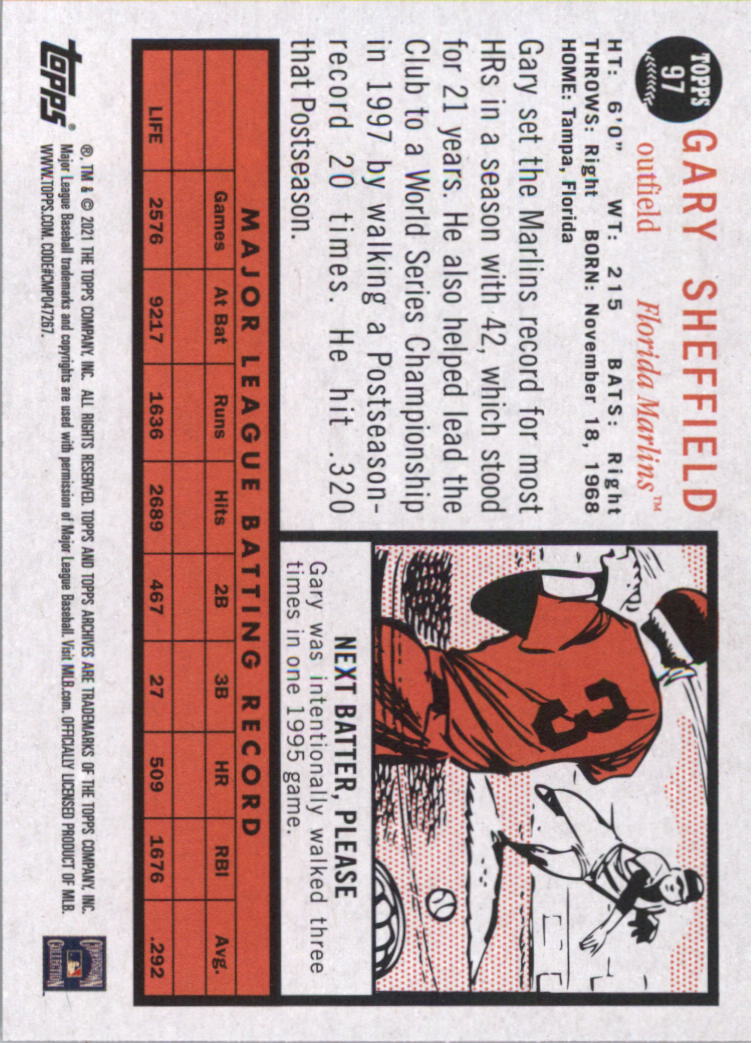 TOPPS
97
GARY SHEFFIELD
outfield Florida Marlins™
HT: 6'0" WT: 215 BATS: Right
THROWS: Right BORN: November 18, 1968
HOME: Tampa, Florida
Gary set the Marlins record for most
HRs in a season with 42, which stood
for 21 years. He also helped lead the
Club to a World Series Championship
in 1997 by walking a Postseason-
record 20 times. He hit .320
that Postseason.
3
NEXT BATTER, PLEASE
Gary was intentionally walked three
times in one 1995 game.
MAJOR LEAGUE BATTING RECORD
Games At Bat Runs Hits 2B 3B HR RBI Avg.
LIFE 2576 9217 1636 2689 467 27 509 1676 .292
topps®
®, TM & © 2021 THE TOPPS COMPANY, INC. ALL RIGHTS RESERVED. TOPPS AND TOPPS ARCHIVES ARE TRADEMARKS OF THE TOPPS COMPANY, INC.
Major League Baseball trademarks and copyrights are used with permission of Major League Baseball. Visit MLB.com. OFFICIALLY LICENSED PRODUCT OF MLB.
WWW.TOPPS.COM. CODE#CMP047267.
COOPERSTOWN
COLLECTION